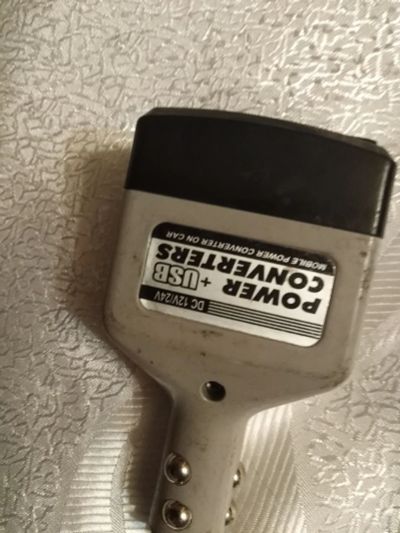 DC 12V/24V
POWER
+ USB
CONVERTERS
MOBILE POWER CONVERTER ON CAR